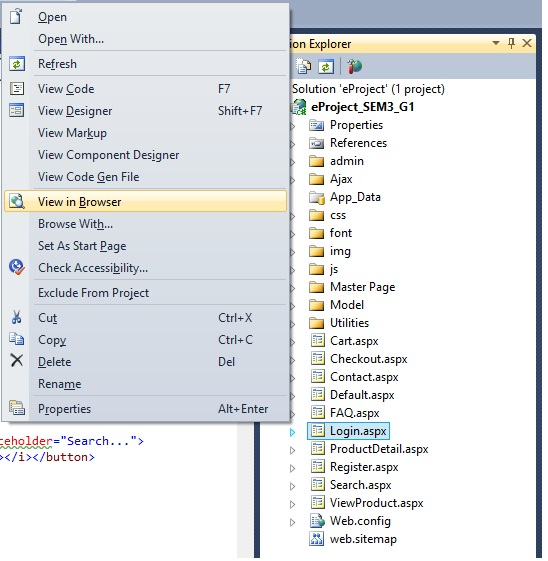 Open
Open With...
Refresh
View Code F7
View Designer Shift+F7
View Markup
View Component Designer
View Code Gen File
View in Browser
Browse With...
Set As Start Page
Check Accessibility...
Exclude From Project
Cut Ctrl+X
Copy Ctrl+C
Delete Del
Rename
Properties Alt+Enter
ceholder="Search...">
></i></button>
ion Explorer
Solution 'eProject' (1 project)
eProject_SEM3_G1
Properties
References
admin
Ajax
App_Data
css
font
img
js
Master Page
Model
Utilities
Cart.aspx
Checkout.aspx
Contact.aspx
Default.aspx
FAQ.aspx
Login.aspx
ProductDetail.aspx
Register.aspx
Search.aspx
ViewProduct.aspx
Web.config
web.sitemap